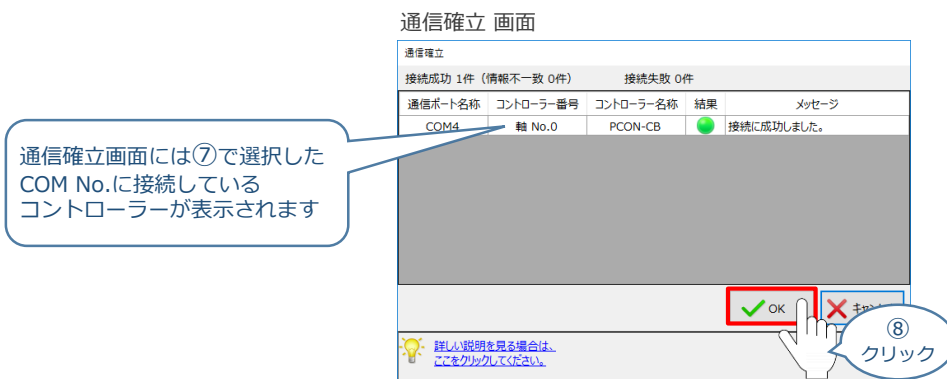 通信確立 画面
通信確立
接続成功 1件（情報不一致 0件） 接続失敗 0件
通信ポート名称 コントローラー番号 コントローラー名称 結果 メッセージ
COM4 軸 No.0 PCON-CB 接続に成功しました。
通信確立画面には⑦で選択した
COM No.に接続している
コントローラーが表示されます
OK
⑧
クリック
詳しい説明を見る場合は、
ここをクリックしてください。